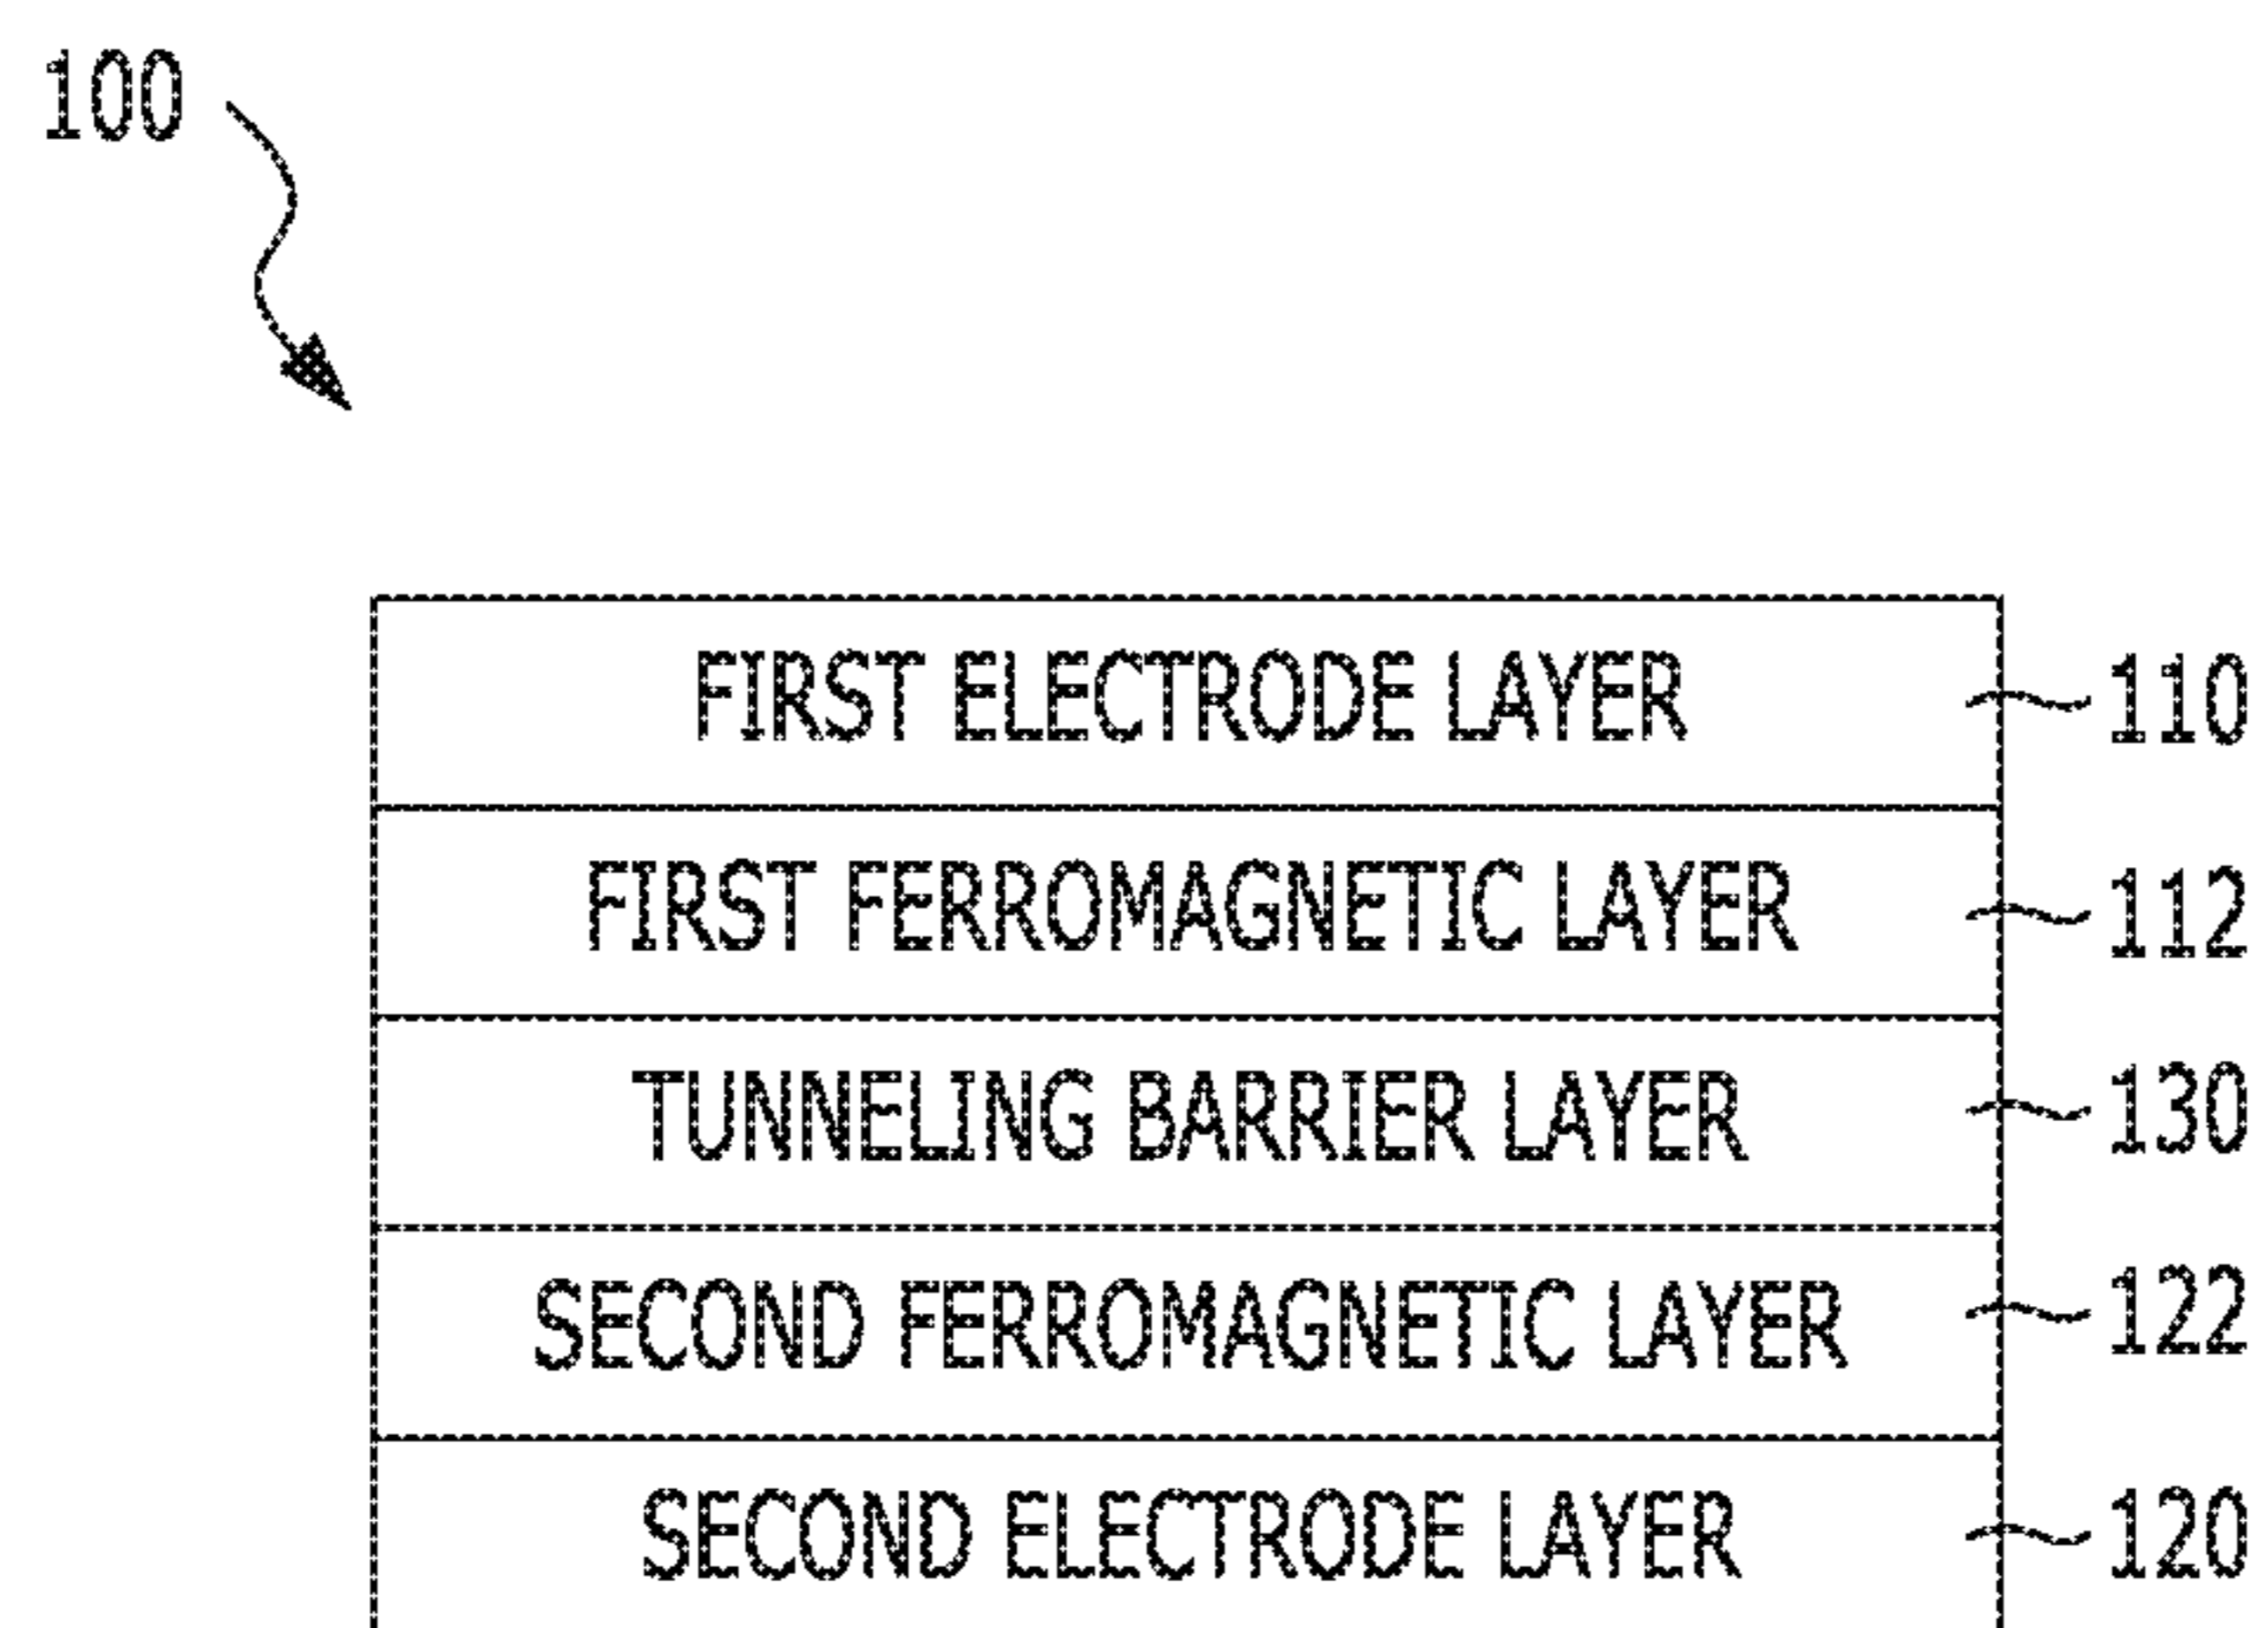 100
FIRST ELECTRODE LAYER 110
FIRST FERROMAGNETIC LAYER 112
TUNNELING BARRIER LAYER 130
SECOND FERROMAGNETIC LAYER 122
SECOND ELECTRODE LAYER 120